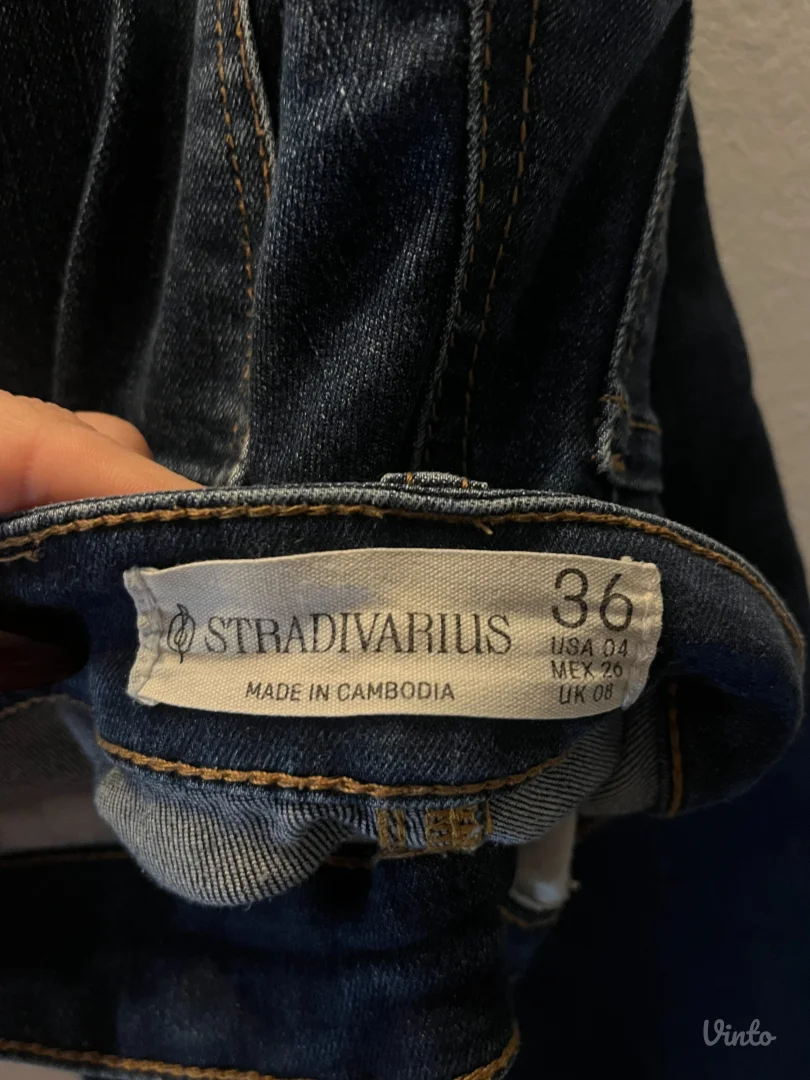 STRADIVARIUS
MADE IN CAMBODIA
36
USA 04
MEX 26
UK 08
Vinto